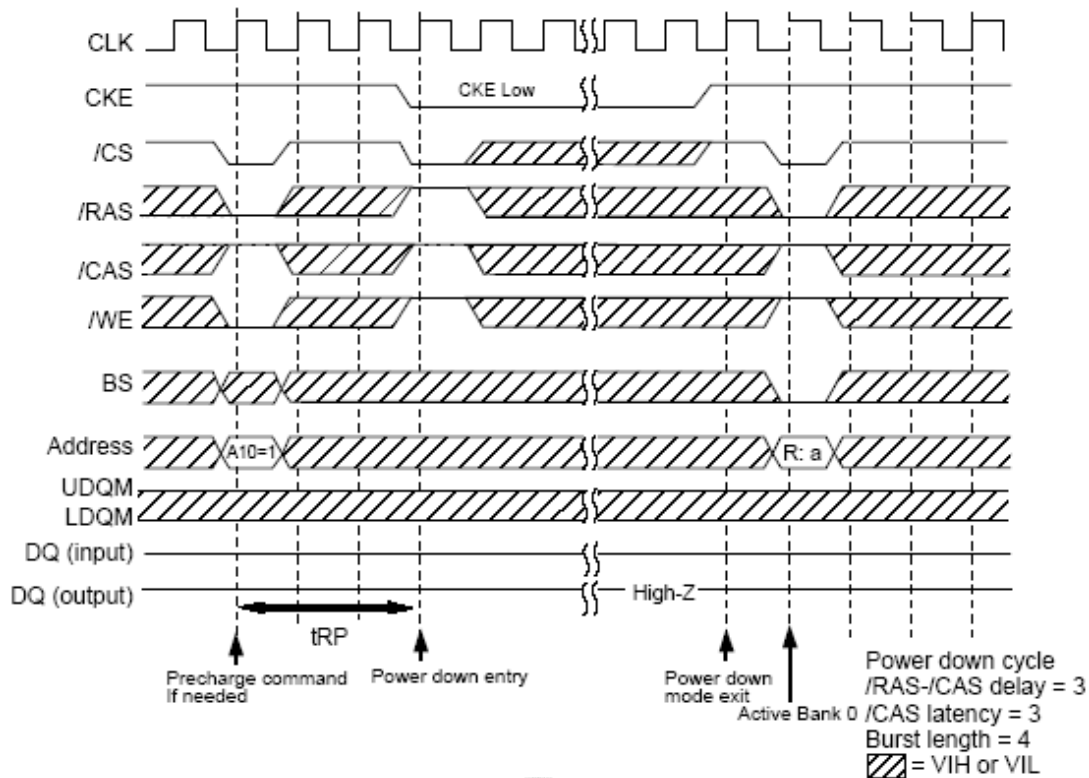 CLK
CKE
CKE Low
/CS
/RAS
/CAS
/WE
BS
Address
A10=1
R: a
UDQM
LDQM
DQ (input)
DQ (output)
High-Z
tRP
Precharge command
If needed
Power down entry
Power down
mode exit
Active Bank 0
Power down cycle
/RAS-/CAS delay = 3
/CAS latency = 3
Burst length = 4
= VIH or VIL